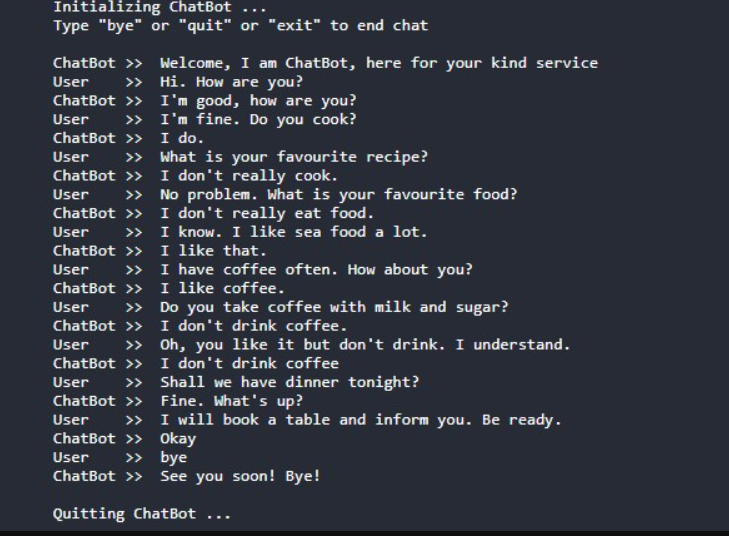 Initializing ChatBot ...
Type "bye" or "quit" or "exit" to end chat
ChatBot >> Welcome, I am ChatBot, here for your kind service
User >> Hi. How are you?
ChatBot >> I'm good, how are you?
User >> I'm fine. Do you cook?
ChatBot >> I do.
User >> What is your favourite recipe?
ChatBot >> I don't really cook.
User >> No problem. What is your favourite food?
ChatBot >> I don't really eat food.
User >> I know. I like sea food a lot.
ChatBot >> I like that.
User >> I have coffee often. How about you?
ChatBot >> I like coffee.
User >> Do you take coffee with milk and sugar?
ChatBot >> I don't drink coffee.
User >> Oh, you like it but don't drink. I understand.
ChatBot >> I don't drink coffee
User >> Shall we have dinner tonight?
ChatBot >> Fine. What's up?
User >> I will book a table and inform you. Be ready.
ChatBot >> Okay
User >> bye
ChatBot >> See you soon! Bye!
Quitting ChatBot ...